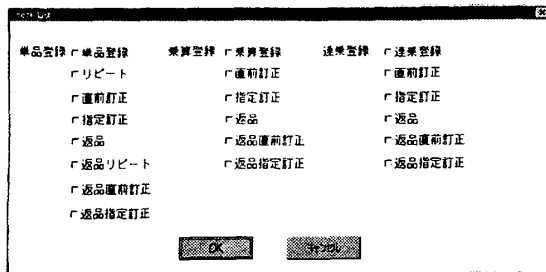 単品登録 単品登録 乗算登録 乗算登録 達乗登録 達乗登録
リピート 直前訂正 直前訂正
直前訂正 指定訂正 指定訂正
指定訂正 返品 返品
返品 返品直前訂正 返品直前訂正
返品リピート 返品指定訂正 返品指定訂正
返品直前訂正
返品指定訂正
OK キャンセル